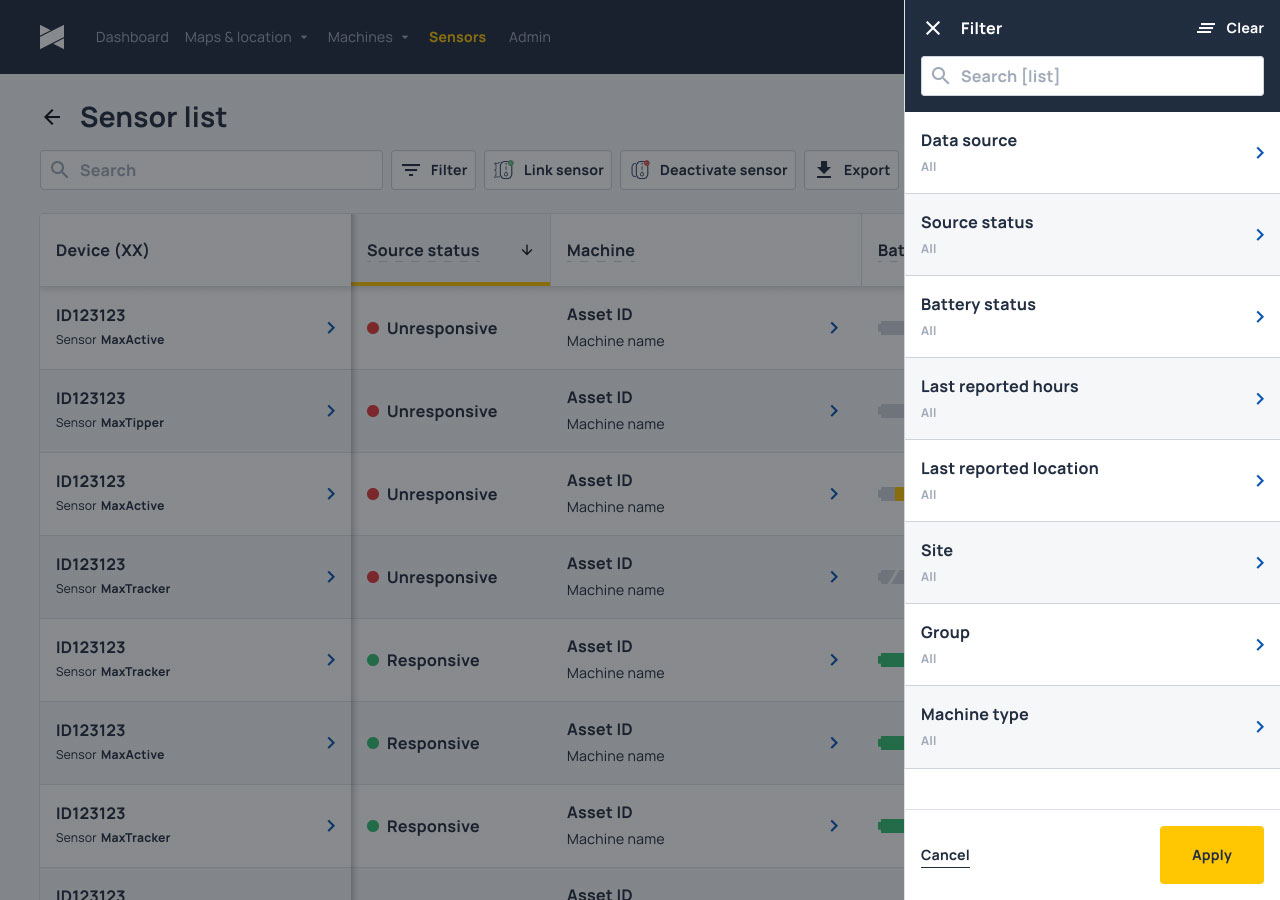 Dashboard Maps & location Machines Sensors Admin
Sensor list
Search Filter Link sensor Deactivate sensor Export
Device (XX) Source status Machine Bat
ID123123 Unresponsive Asset ID
Sensor MaxActive Machine name
ID123123 Unresponsive Asset ID
Sensor MaxTipper Machine name
ID123123 Unresponsive Asset ID
Sensor MaxActive Machine name
ID123123 Unresponsive Asset ID
Sensor MaxTracker Machine name
ID123123 Responsive Asset ID
Sensor MaxTracker Machine name
ID123123 Responsive Asset ID
Sensor MaxActive Machine name
ID123123 Responsive Asset ID
Sensor MaxTracker Machine name
ID123123 Asset ID
Filter Clear
Search [list]
Data source
All
Source status
All
Battery status
All
Last reported hours
All
Last reported location
All
Site
All
Group
All
Machine type
All
Cancel Apply